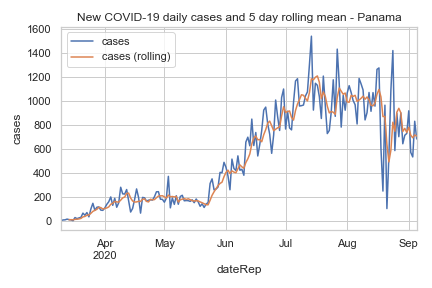 New COVID-19 daily cases and 5 day rolling mean - Panama
cases
cases (rolling)
1600
1400
1200
1000
800
600
400
200
0
cases
Apr
2020
May
Jun
Jul
Aug
Sep
dateRep